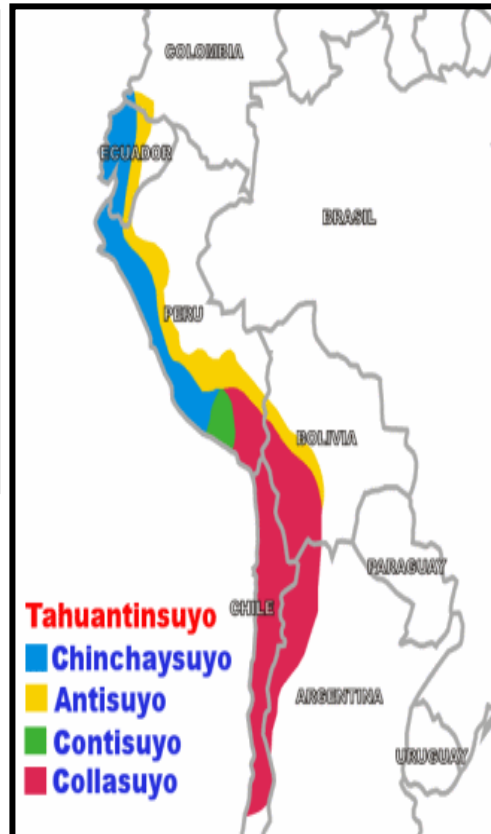 COLOMBIA
ECUADOR
BRASIL
PERU
BOLIVIA
PARAGUAY
CHILE
ARGENTINA
URUGUAY
Tahuantinsuyo
Chinchaysuyo
Antisuyo
Contisuyo
Collasuyo